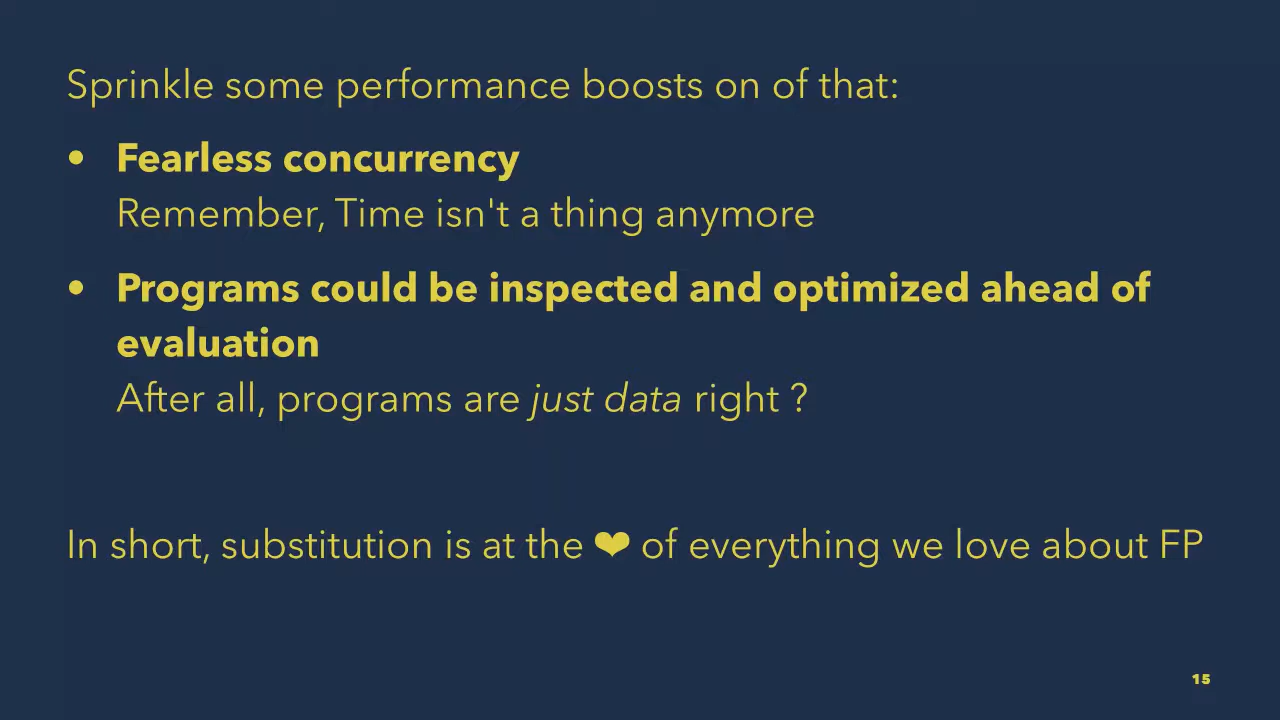 Sprinkle some performance boosts on of that:
• Fearless concurrency
Remember, Time isn't a thing anymore
• Programs could be inspected and optimized ahead of
evaluation
After all, programs are just data right ?
In short, substitution is at the ❤ of everything we love about FP
15